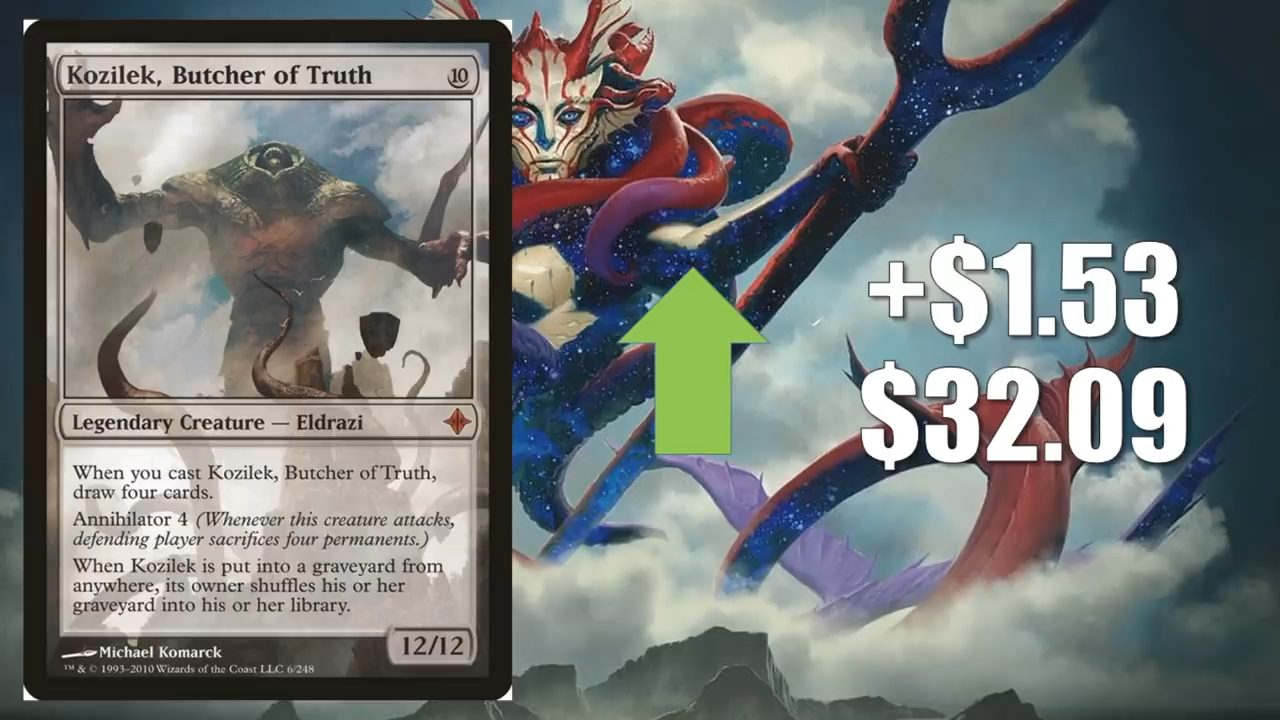 Kozilek, Butcher of Truth 10
Legendary Creature — Eldrazi
When you cast Kozilek, Butcher of Truth,
draw four cards.
Annihilator 4 (Whenever this creature attacks,
defending player sacrifices four permanents.)
When Kozilek is put into a graveyard from
anywhere, its owner shuffles his or her
graveyard into his or her library.
12/12
Michael Komarck
™ & © 1993–2010 Wizards of the Coast LLC 6/248
+$1.53
$32.09